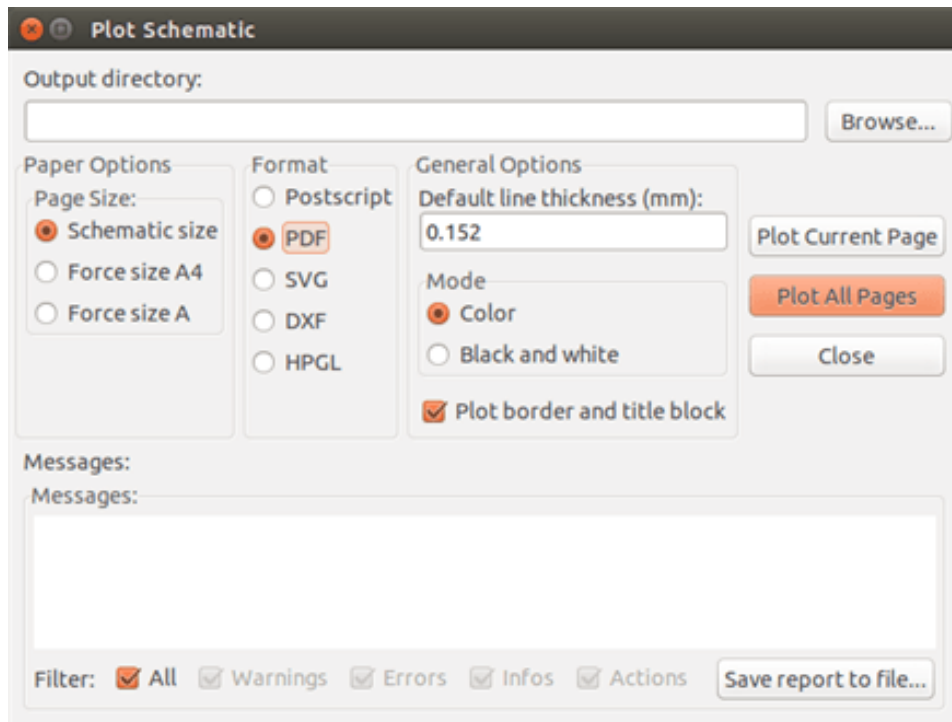 Plot Schematic
Output directory:
Browse...
Paper Options
Page Size:
Schematic size
Force size A4
Force size A
Format
Postscript
PDF
SVG
DXF
HPGL
General Options
Default line thickness (mm):
0.152
Mode
Color
Black and white
Plot border and title block
Plot Current Page
Plot All Pages
Close
Messages:
Messages:
Filter: All Warnings Errors Infos Actions Save report to file...